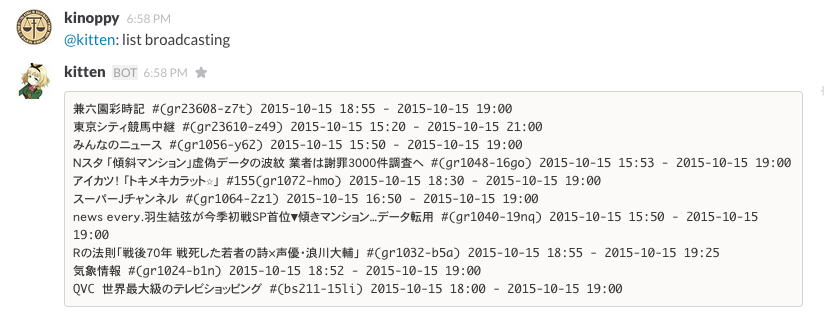 kinoppy 6:58 PM
@kitten: list broadcasting
kitten BOT 6:58 PM
兼六園彩時記 #(gr23608-z7t) 2015-10-15 18:55 - 2015-10-15 19:00
東京シティ競馬中継 #(gr23610-z49) 2015-10-15 15:20 - 2015-10-15 21:00
みんなのニュース #(gr1056-y62) 2015-10-15 15:50 - 2015-10-15 19:00
Nスタ 「傾斜マンション」虚偽データの波紋 業者は謝罪3000件調査へ #(gr1048-16go) 2015-10-15 15:53 - 2015-10-15 19:00
アイカツ! 「トキメキカラット☆」 #155(gr1072-hmo) 2015-10-15 18:30 - 2015-10-15 19:00
スーパーJチャンネル #(gr1064-2z1) 2015-10-15 16:50 - 2015-10-15 19:00
news every.羽生結弦が今季初戦SP首位▼傾きマンション…データ転用 #(gr1040-19nq) 2015-10-15 15:50 - 2015-10-15
19:00
Rの法則「戦後70年 戦死した若者の詩×声優・浪川大輔」 #(gr1032-b5a) 2015-10-15 18:55 - 2015-10-15 19:25
気象情報 #(gr1024-b1n) 2015-10-15 18:52 - 2015-10-15 19:00
QVC 世界最大級のテレビショッピング #(bs211-15li) 2015-10-15 18:00 - 2015-10-15 19:00